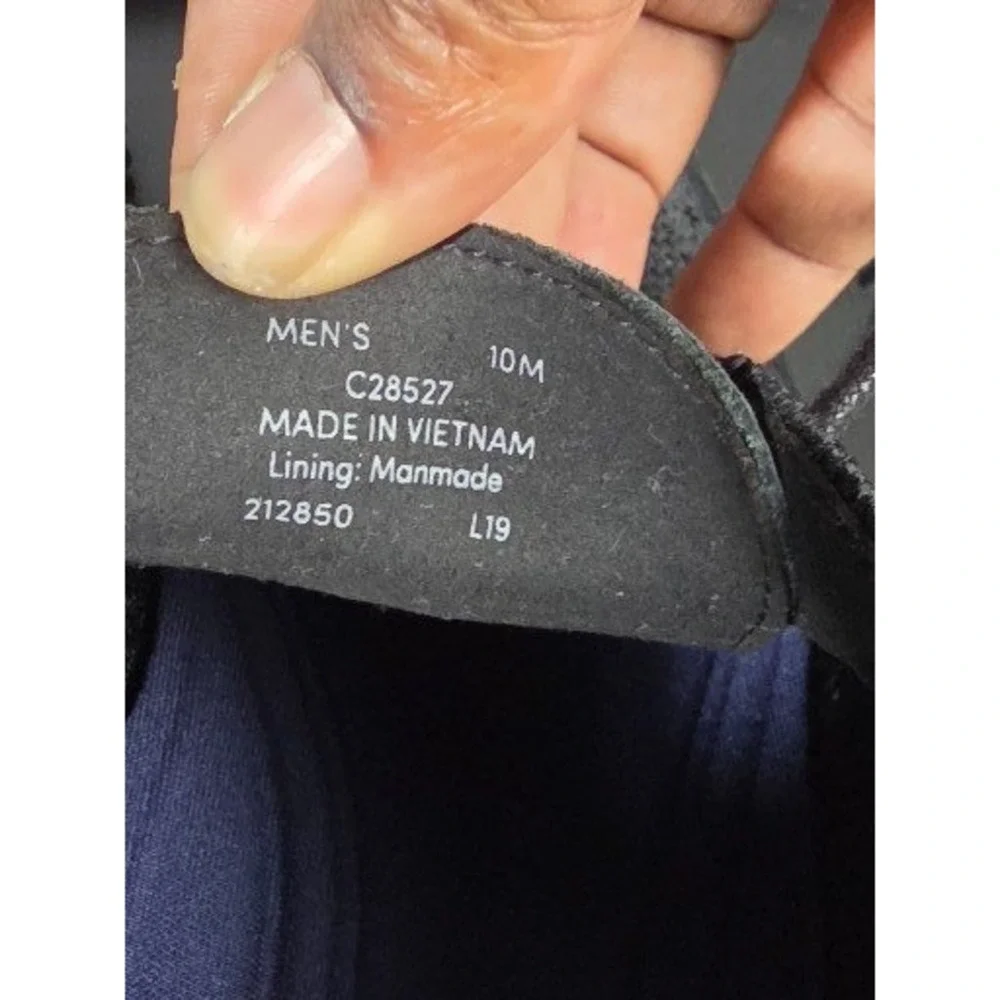 MEN'S 10M
C28527
MADE IN VIETNAM
Lining: Manmade
212850 L19